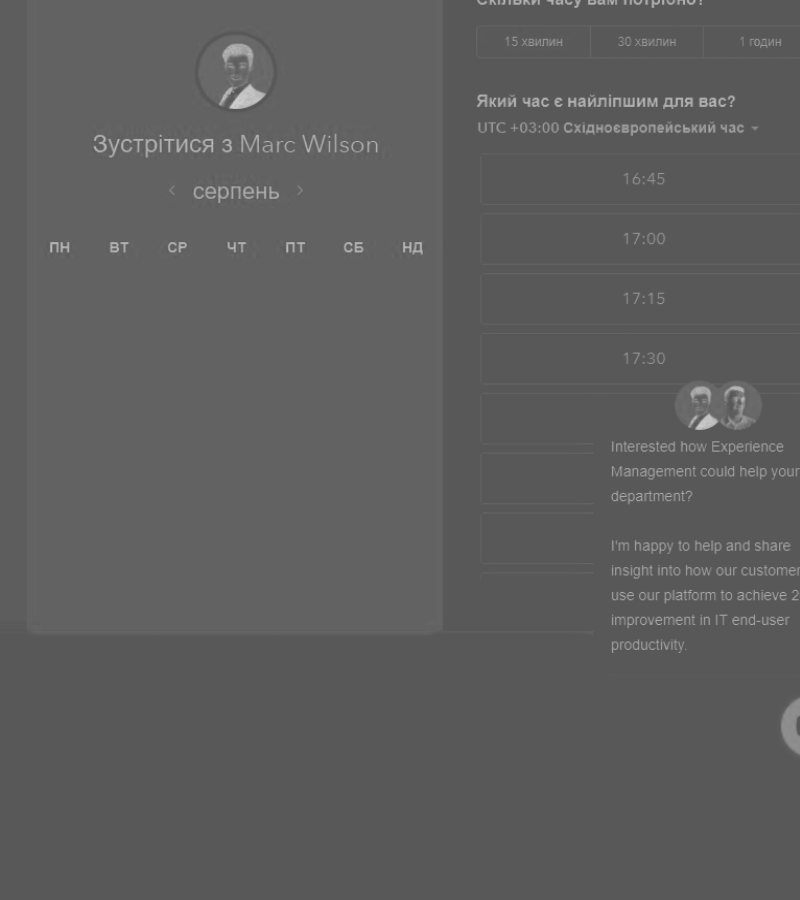 Скільки часу вам потрібно?
15 хвилин 30 хвилин 1 годин
Який час є найліпшим для вас?
UTC +03:00 Східноєвропейський час
Зустрітися з Marc Wilson
серпень
ПН ВТ СР ЧТ ПТ СБ НД
16:45
17:00
17:15
17:30
Interested how Experience
Management could help your
department?
I'm happy to help and share
insight into how our customer
use our platform to achieve 2
improvement in IT end-user
productivity.